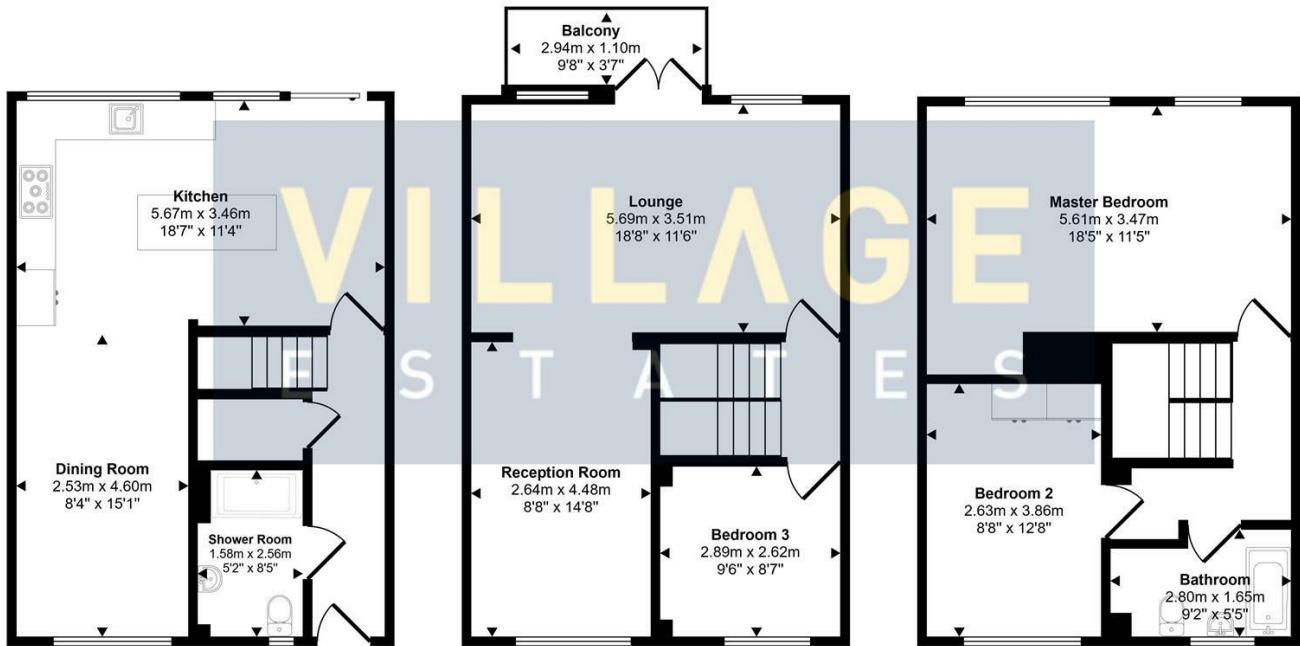 Balcony
2.94m x 1.10m
9'8" x 3'7"
Kitchen
5.67m x 3.46m
18'7" x 11'4"
Lounge
5.69m x 3.51m
18'8" x 11'6"
Master Bedroom
5.61m x 3.47m
18'5" x 11'5"
VILLAGE
ESTATES
Dining Room
2.53m x 4.60m
8'4" x 15'1"
Shower Room
1.58m x 2.56m
5'2" x 8'5"
Reception Room
2.64m x 4.48m
8'8" x 14'8"
Bedroom 3
2.89m x 2.62m
9'6" x 8'7"
Bedroom 2
2.63m x 3.86m
8'8" x 12'8"
Bathroom
2.80m x 1.65m
9'2" x 5'5"